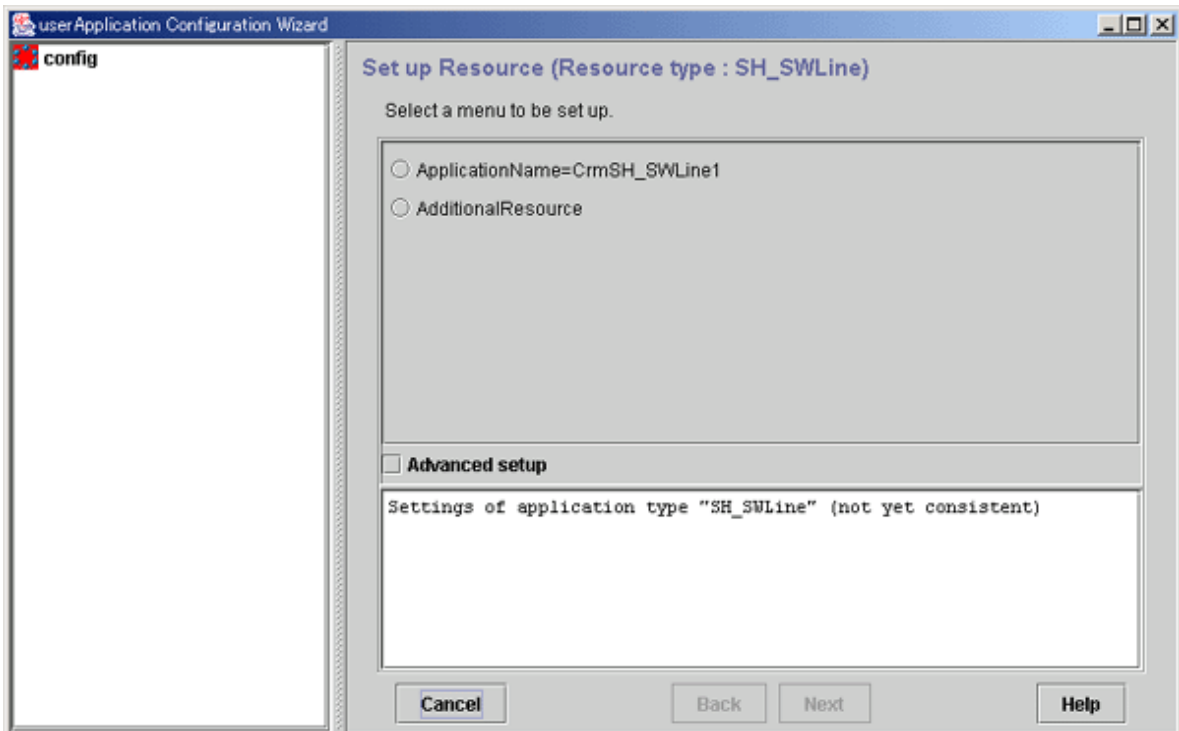 userApplication Configuration Wizard
config
Set up Resource (Resource type : SH_SWLine)
Select a menu to be set up.
ApplicationName=CrmSH_SWLine1
AdditionalResource
Advanced setup
Settings of application type "SH_SWLine" (not yet consistent)
Cancel
Back
Next
Help